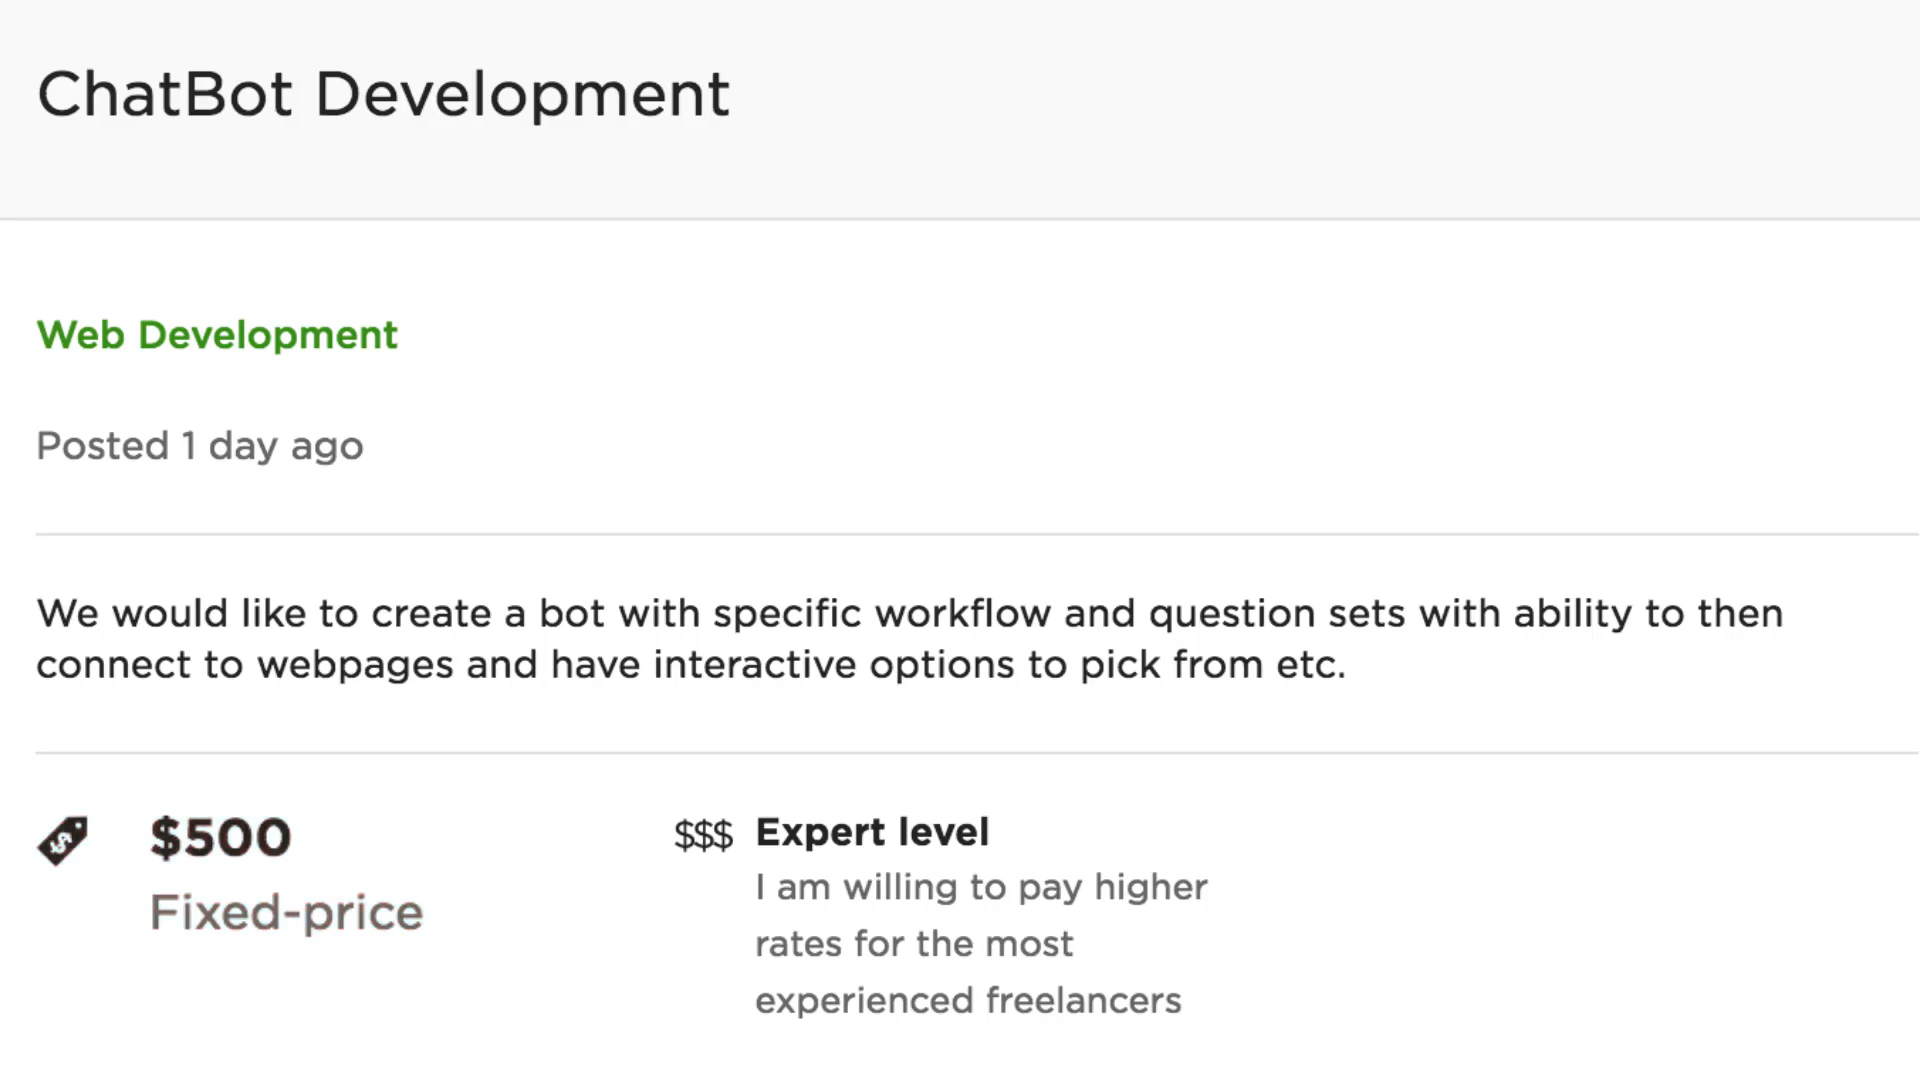 ChatBot Development
Web Development
Posted 1 day ago
We would like to create a bot with specific workflow and question sets with ability to then
connect to webpages and have interactive options to pick from etc.
$500
Fixed-price
$$$ Expert level
I am willing to pay higher
rates for the most
experienced freelancers